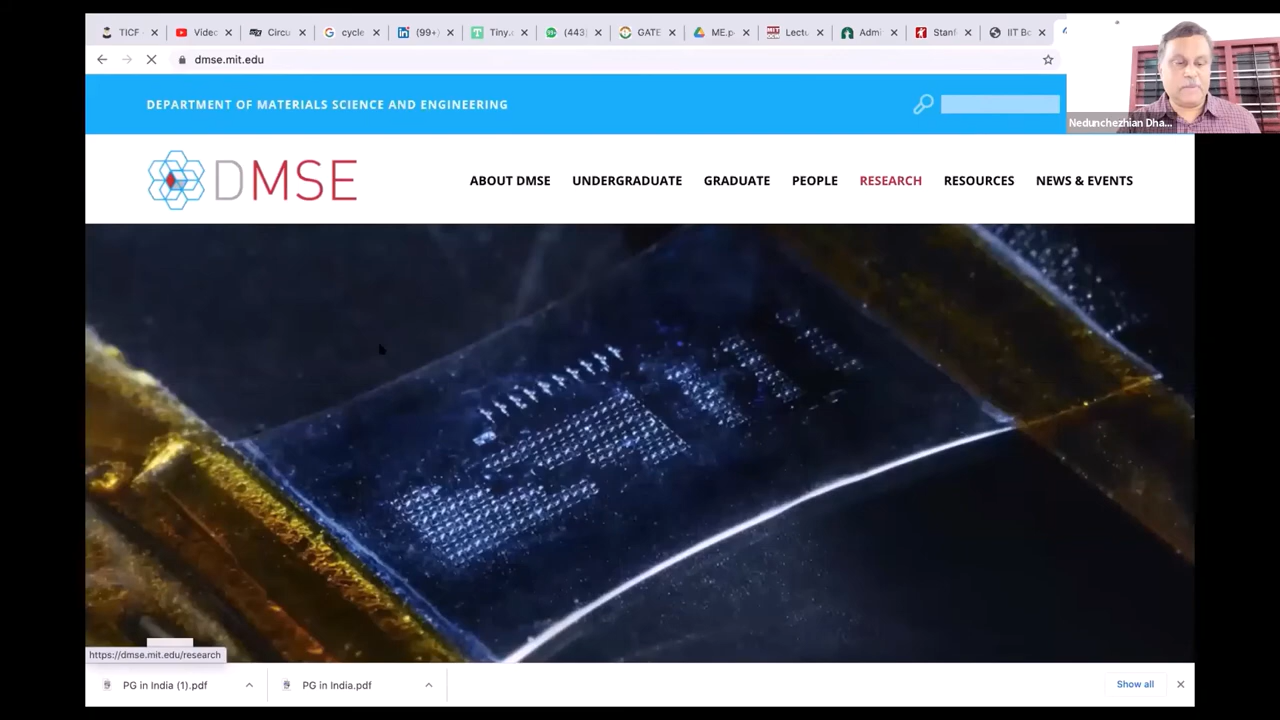 TICF
Video
Circu
cycle
(99+)
Tiny.c
(443)
GATE
ME.p
Lectu
Admi
Stanf
IIT Bo
dmse.mit.edu
DEPARTMENT OF MATERIALS SCIENCE AND ENGINEERING
Nedunchezhian Dha...
DMSE
ABOUT DMSE UNDERGRADUATE GRADUATE PEOPLE RESEARCH RESOURCES NEWS & EVENTS
https://dmse.mit.edu/research
PG in India (1).pdf
PG in India.pdf
Show all